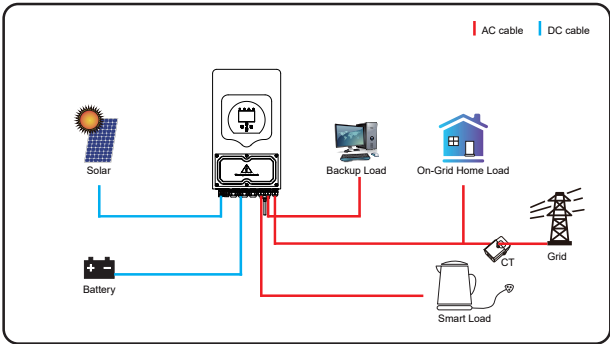 AC cable
DC cable
Solar
Backup Load
On-Grid Home Load
CT
Grid
Battery
Smart Load